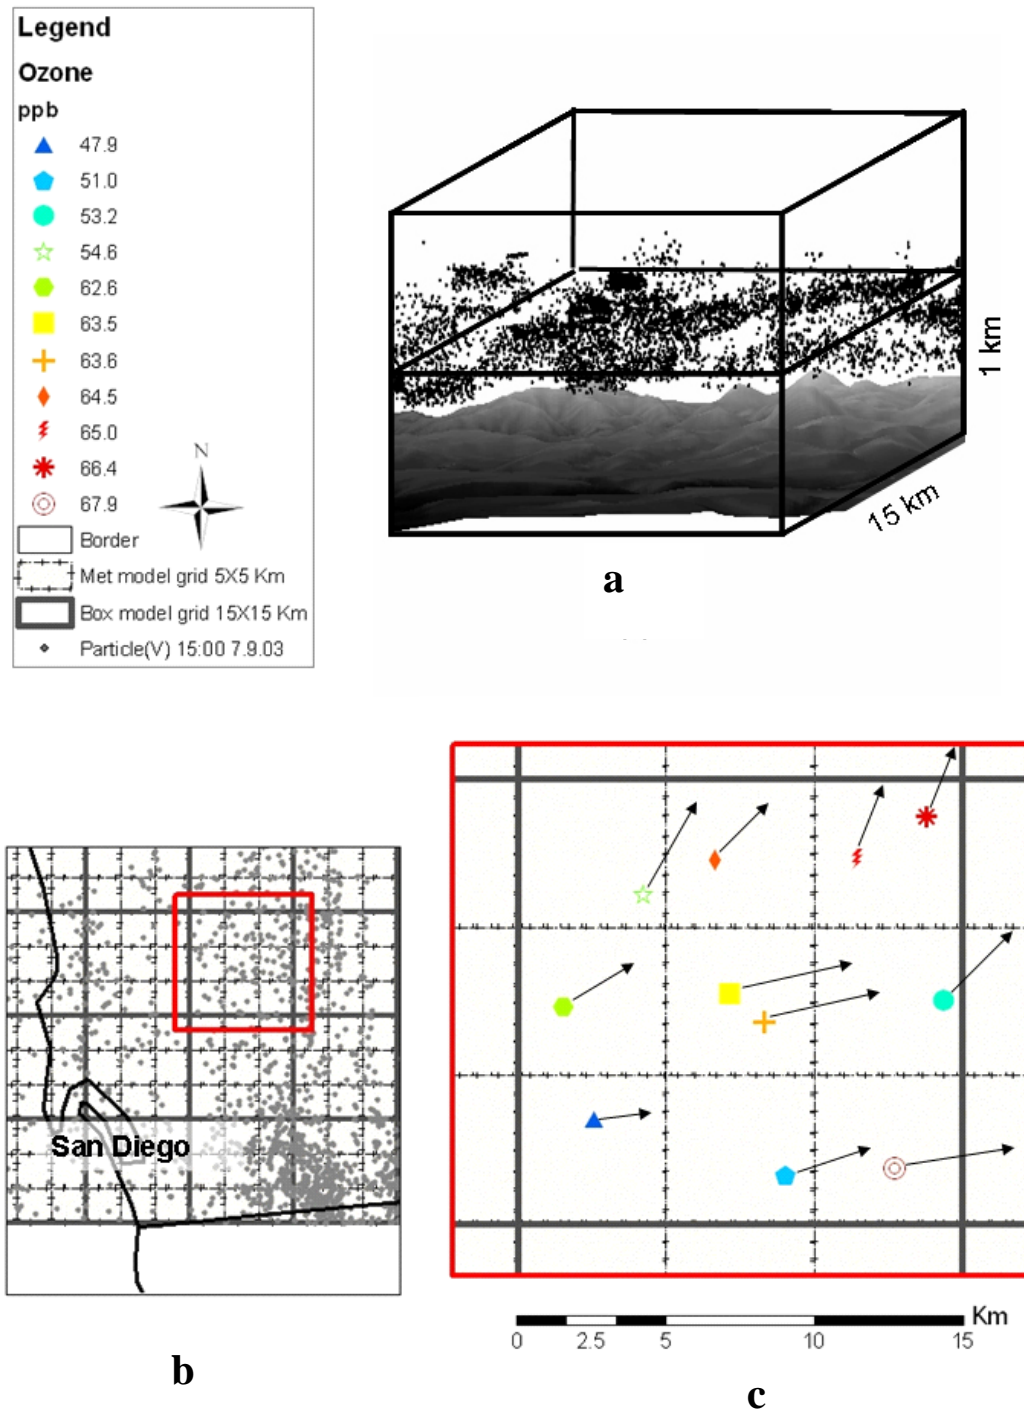 Legend
Ozone
ppb
47.9
51.0
53.2
54.6
62.6
63.5
63.6
64.5
65.0
66.4
67.9
N
Border
Met model grid 5X5 Km
Box model grid 15X15 Km
Particle(V) 15:00 7.9.03
1 km
15 km
a
San Diego
b
Km
0 2.5 5 10 15
c